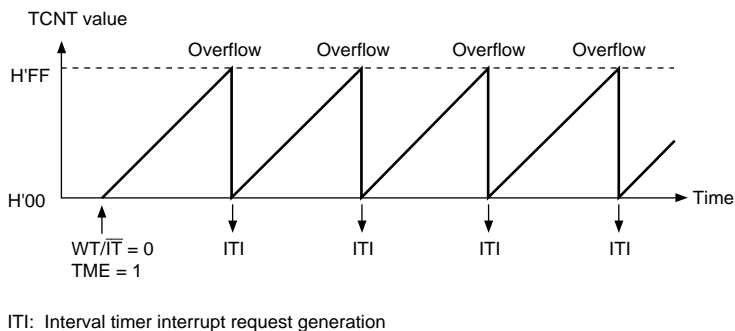 TCNT value
Overflow Overflow Overflow Overflow
H'FF
H'00
Time
WT/IT = 0
TME = 1
ITI ITI ITI ITI
ITI: Interval timer interrupt request generation